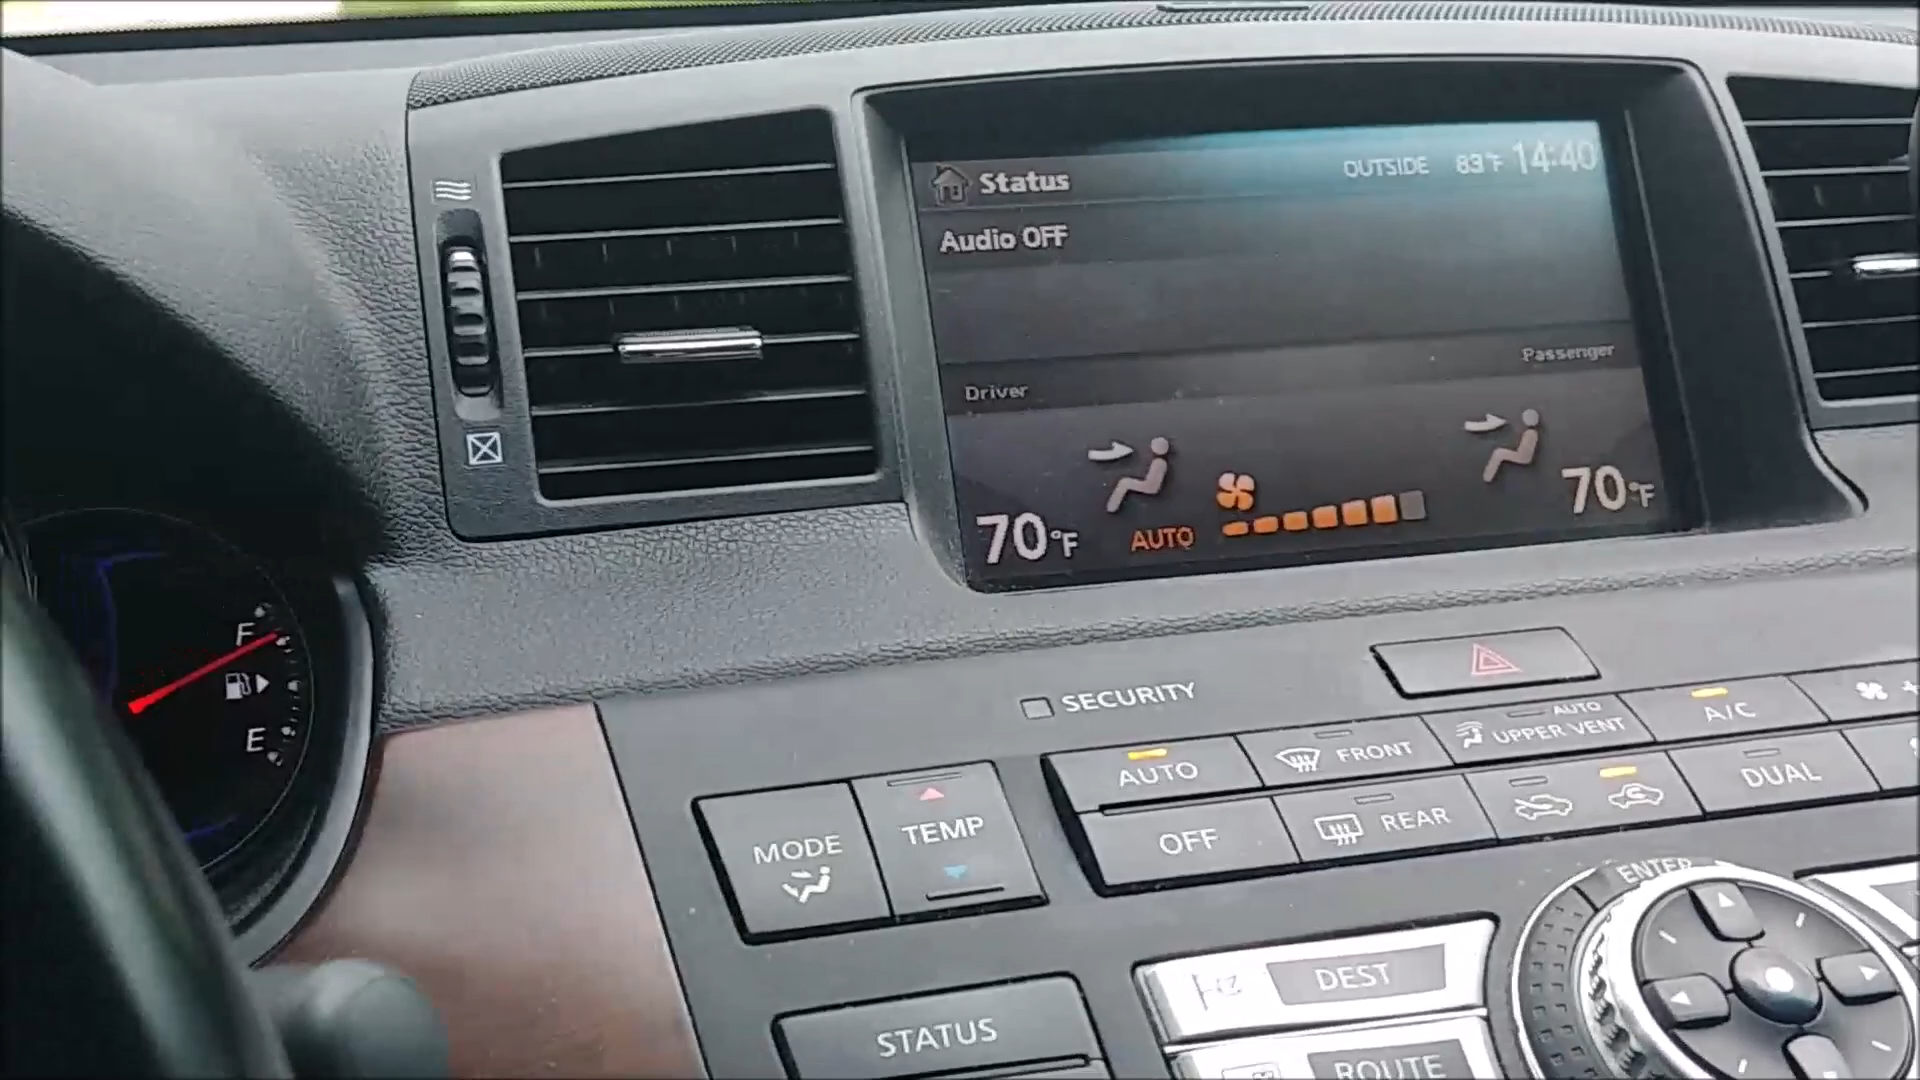 Status
OUTSIDE 83°F 14:40
Audio OFF
Passenger
Driver
70°F
AUTO
70°F
F
E
SECURITY
AUTO
FRONT
AUTO
UPPER VENT
A/C
MODE
TEMP
OFF
REAR
DUAL
ENTER
DEST
STATUS
ROUTE